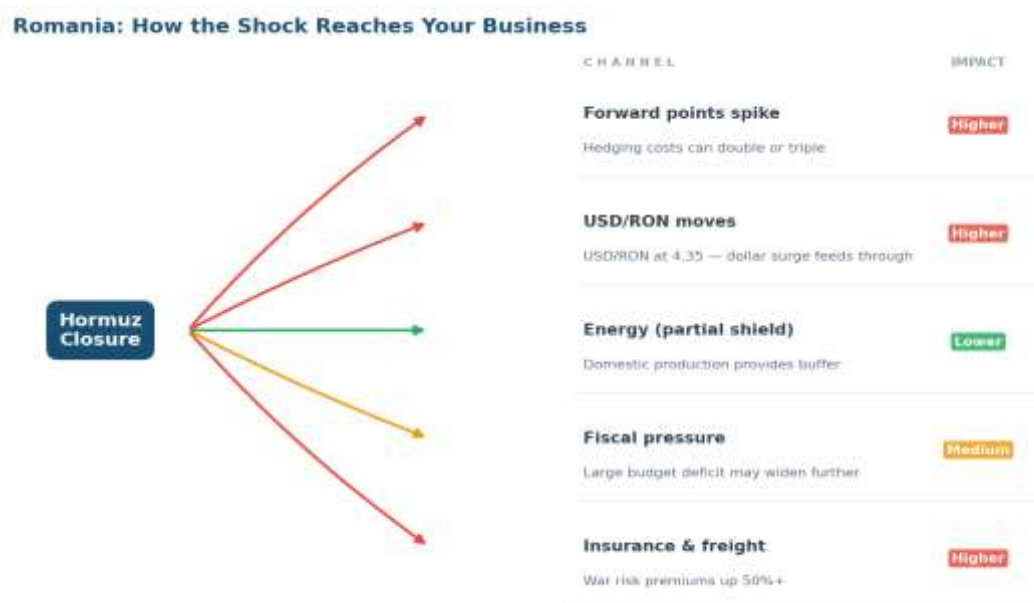 Romania: How the Shock Reaches Your Business
CHANNEL IMPACT
Forward points spike
Higher
Hedging costs can double or triple
USD/RON moves
Higher
USD/RON at 4.35 — dollar surge feeds through
Hormuz
Closure
Energy (partial shield)
Lower
Domestic production provides buffer
Fiscal pressure
Medium
Large budget deficit may widen further
Insurance & freight
Higher
War risk premiums up 50%+